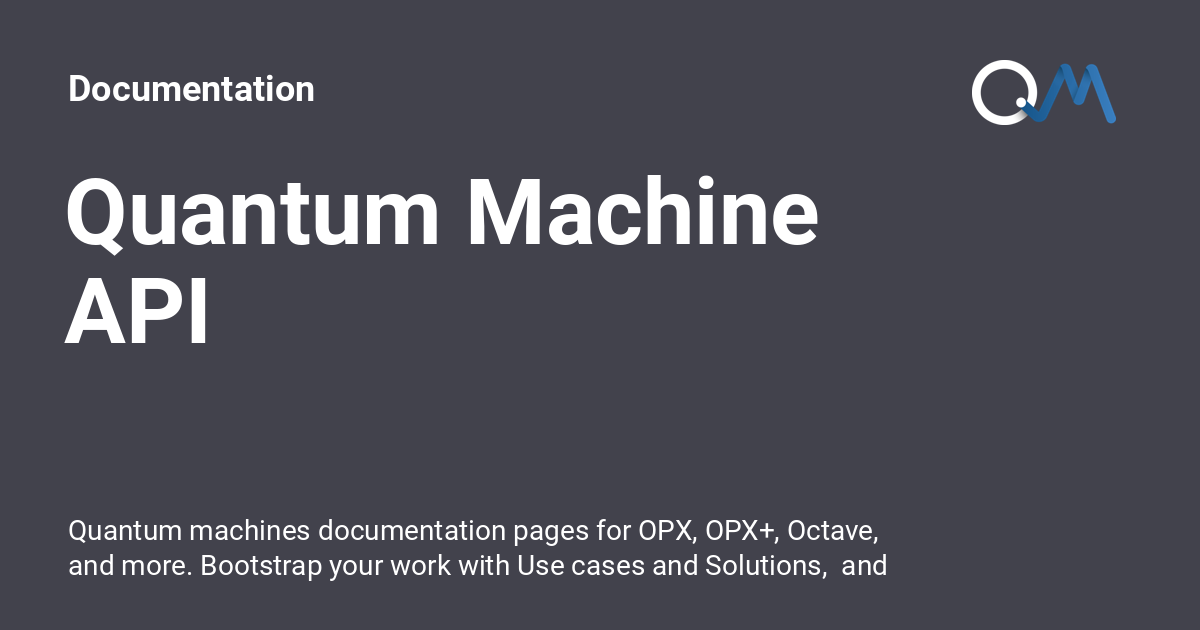 Documentation
QM
Quantum Machine
API
Quantum machines documentation pages for OPX, OPX+, Octave,
and more. Bootstrap your work with Use cases and Solutions,  and